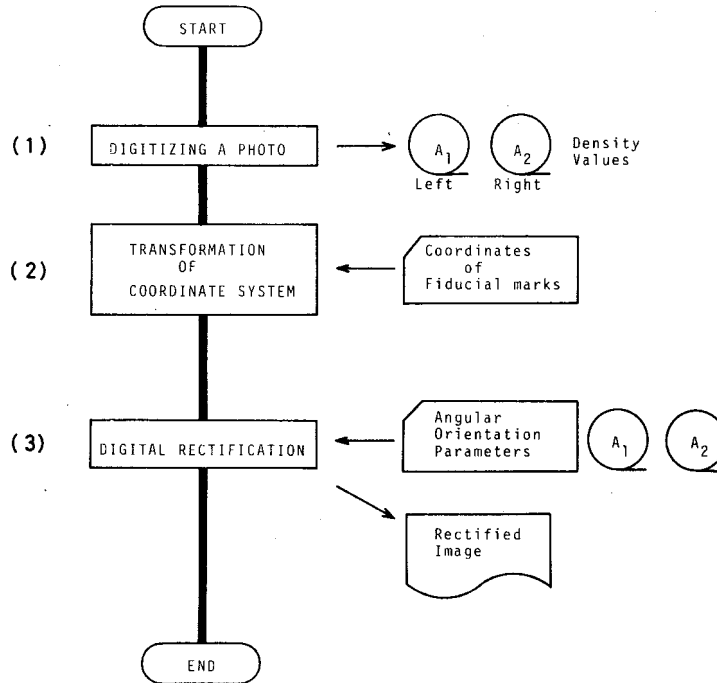 START
(1)
DIGITIZING A PHOTO
A1
A2
Left
Right
Density
Values
(2)
TRANSFORMATION
OF
COORDINATE SYSTEM
Coordinates
of
Fiducial marks
(3)
DIGITAL RECTIFICATION
Angular
Orientation
Parameters
A1
A2
Rectified
Image
END